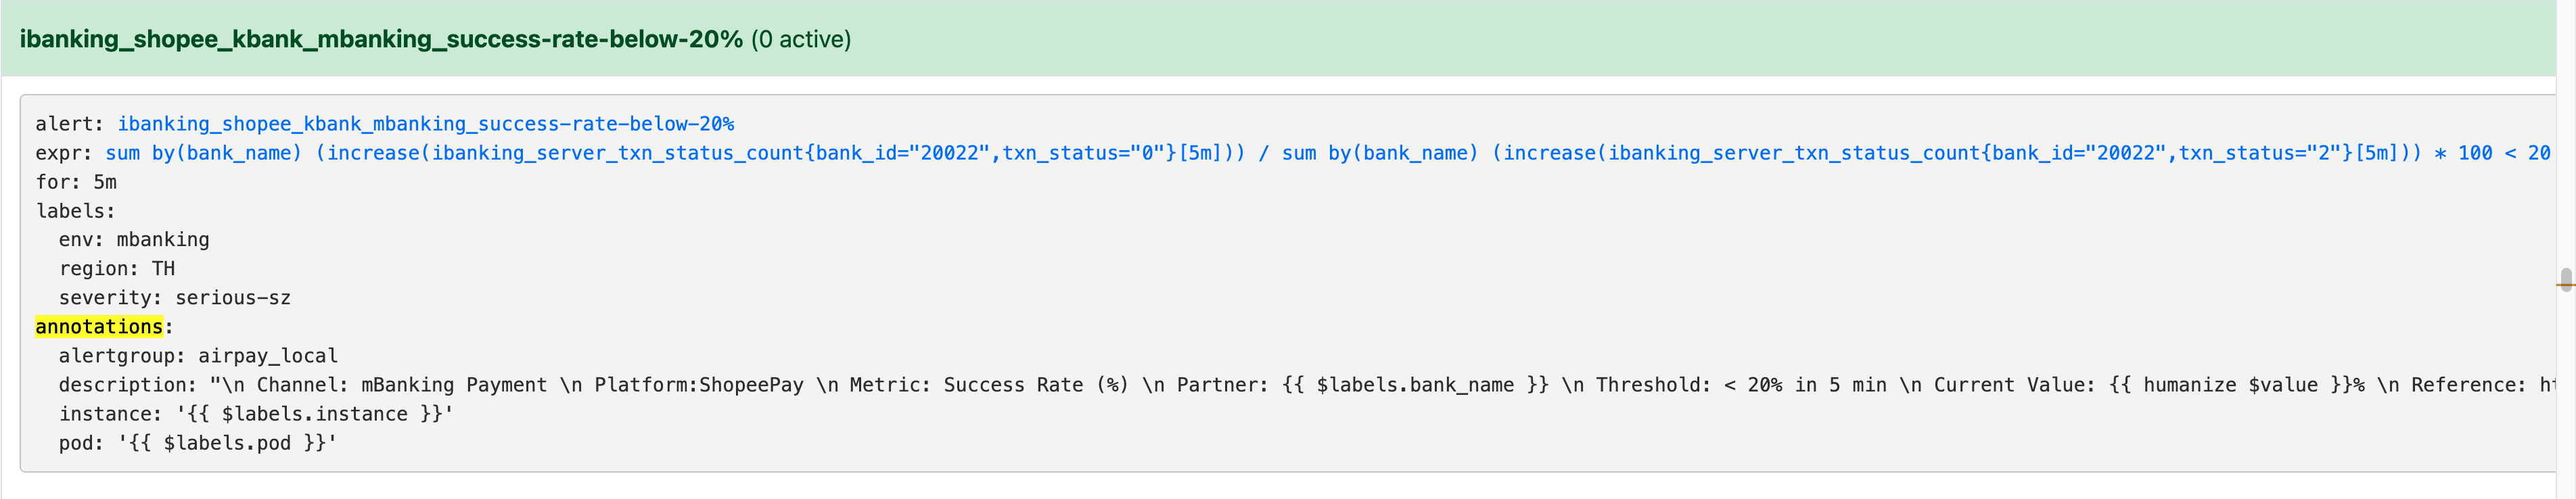 ibanking_shopee_kbank_mbanking_success-rate-below-20% (0 active)
alert: ibanking_shopee_kbank_mbanking_success-rate-below-20%
expr: sum by(bank_name) (increase(ibanking_server_txn_status_count{bank_id="20022",txn_status="0"}[5m])) / sum by(bank_name) (increase(ibanking_server_txn_status_count{bank_id="20022",txn_status="2"}[5m])) * 100 < 20
for: 5m
labels:
  env: mbanking
  region: TH
  severity: serious-sz
annotations:
  alertgroup: airpay_local
  description: "\n Channel: mBanking Payment \n Platform:ShopeePay \n Metric: Success Rate (%) \n Partner: {{ $labels.bank_name }} \n Threshold: < 20% in 5 min \n Current Value: {{ humanize $value }}% \n Reference:
  instance: '{{ $labels.instance }}'
  pod: '{{ $labels.pod }}'